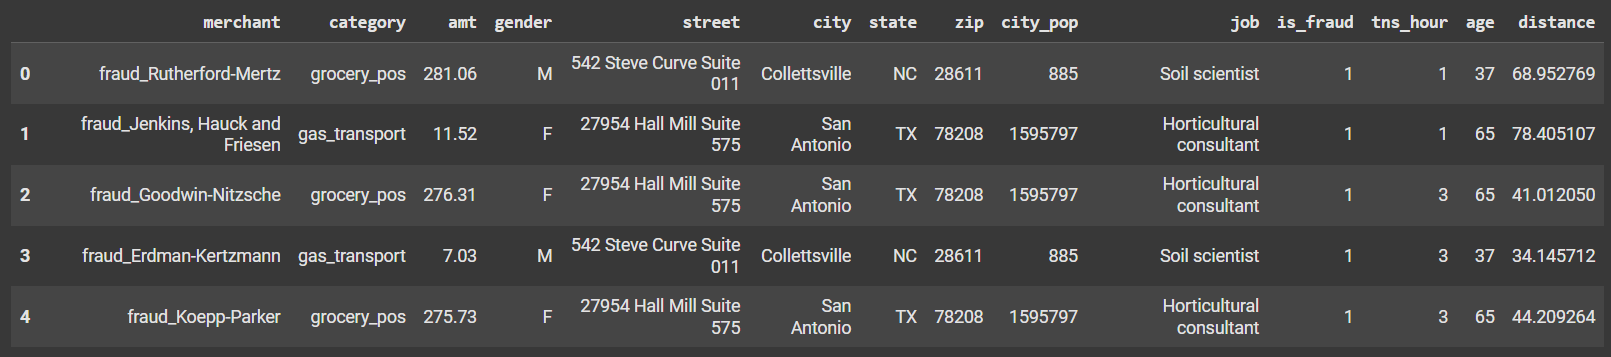 merchant category amt gender street city state zip city_pop job is_fraud tns_hour age distance
0 fraud_Rutherford-Mertz grocery_pos 281.06 M 542 Steve Curve Suite 011 Collettsville NC 28611 885 Soil scientist 1 1 37 68.952769
1 fraud_Jenkins, Hauck and Friesen gas_transport 11.52 F 27954 Hall Mill Suite 575 San Antonio TX 78208 1595797 Horticultural consultant 1 1 65 78.405107
2 fraud_Goodwin-Nitzsche grocery_pos 276.31 F 27954 Hall Mill Suite 575 San Antonio TX 78208 1595797 Horticultural consultant 1 3 65 41.012050
3 fraud_Erdman-Kertzmann gas_transport 7.03 M 542 Steve Curve Suite 011 Collettsville NC 28611 885 Soil scientist 1 3 37 34.145712
4 fraud_Koepp-Parker grocery_pos 275.73 F 27954 Hall Mill Suite 575 San Antonio TX 78208 1595797 Horticultural consultant 1 3 65 44.209264